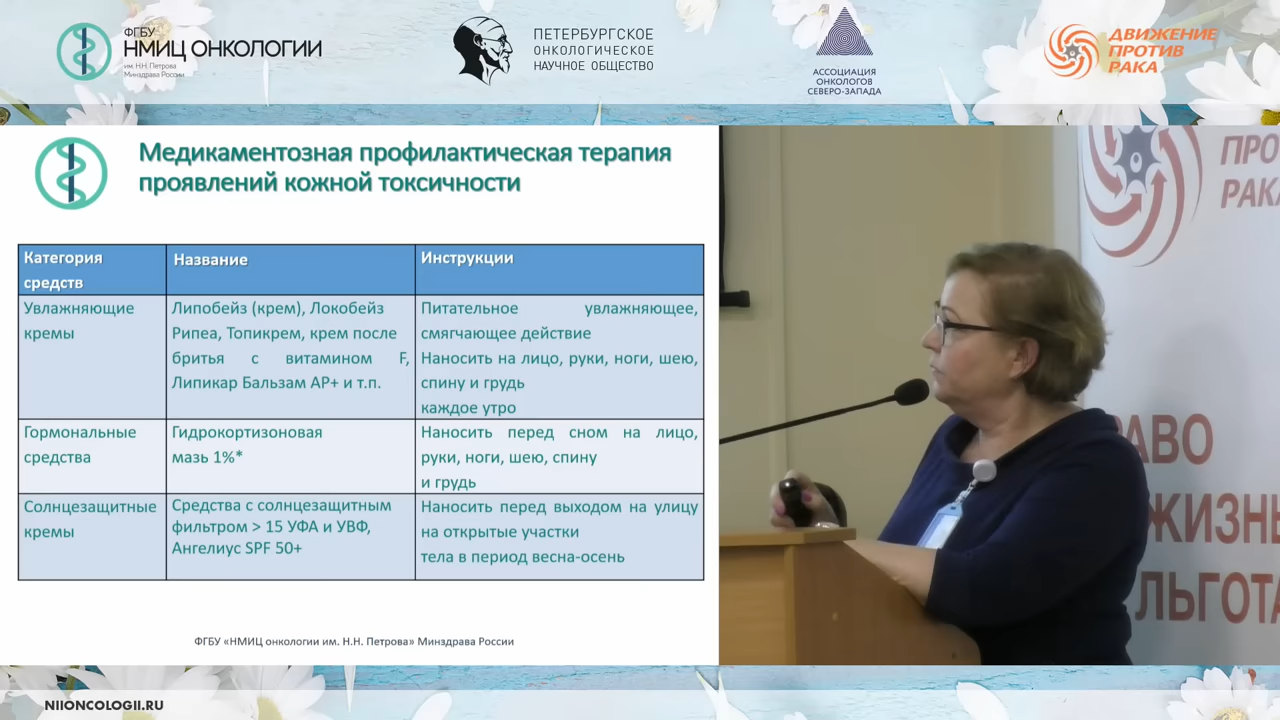 ФГБУ
НМИЦ ОНКОЛОГИИ
им. Н.Н. Петрова
Минздрава России
ПЕТЕРБУРГСКОЕ
ОНКОЛОГИЧЕСКОЕ
НАУЧНОЕ ОБЩЕСТВО
АССОЦИАЦИЯ
ОНКОЛОГОВ
СЕВЕРО-ЗАПАДА
ДВИЖЕНИЕ
ПРОТИВ
РАКА
Медикаментозная профилактическая терапия
проявлений кожной токсичности
Категория
средств
Название
Инструкции
Увлажняющие
кремы
Липобейз (крем), Локобейз
Рипеа, Топикрем, крем после
бритья с витамином F,
Липикар Бальзам АР+ и т.п.
Питательное увлажняющее,
смягчающее действие
Наносить на лицо, руки, ноги, шею,
спину и грудь
каждое утро
Гормональные
средства
Гидрокортизоновая
мазь 1%*
Наносить перед сном на лицо,
руки, ноги, шею, спину
и грудь
Солнцезащитные
кремы
Средства с солнцезащитным
фильтром > 15 УФА и УВФ,
Ангелиус SPF 50+
Наносить перед выходом на улицу
на открытые участки
тела в период весна-осень
ФГБУ «НМИЦ онкологии им. Н.Н. Петрова» Минздрава России
ПРО
РАКА
РАВО
ЖИЗНЬ
ЛЬГОТА
NIIONCOLOGII.RU